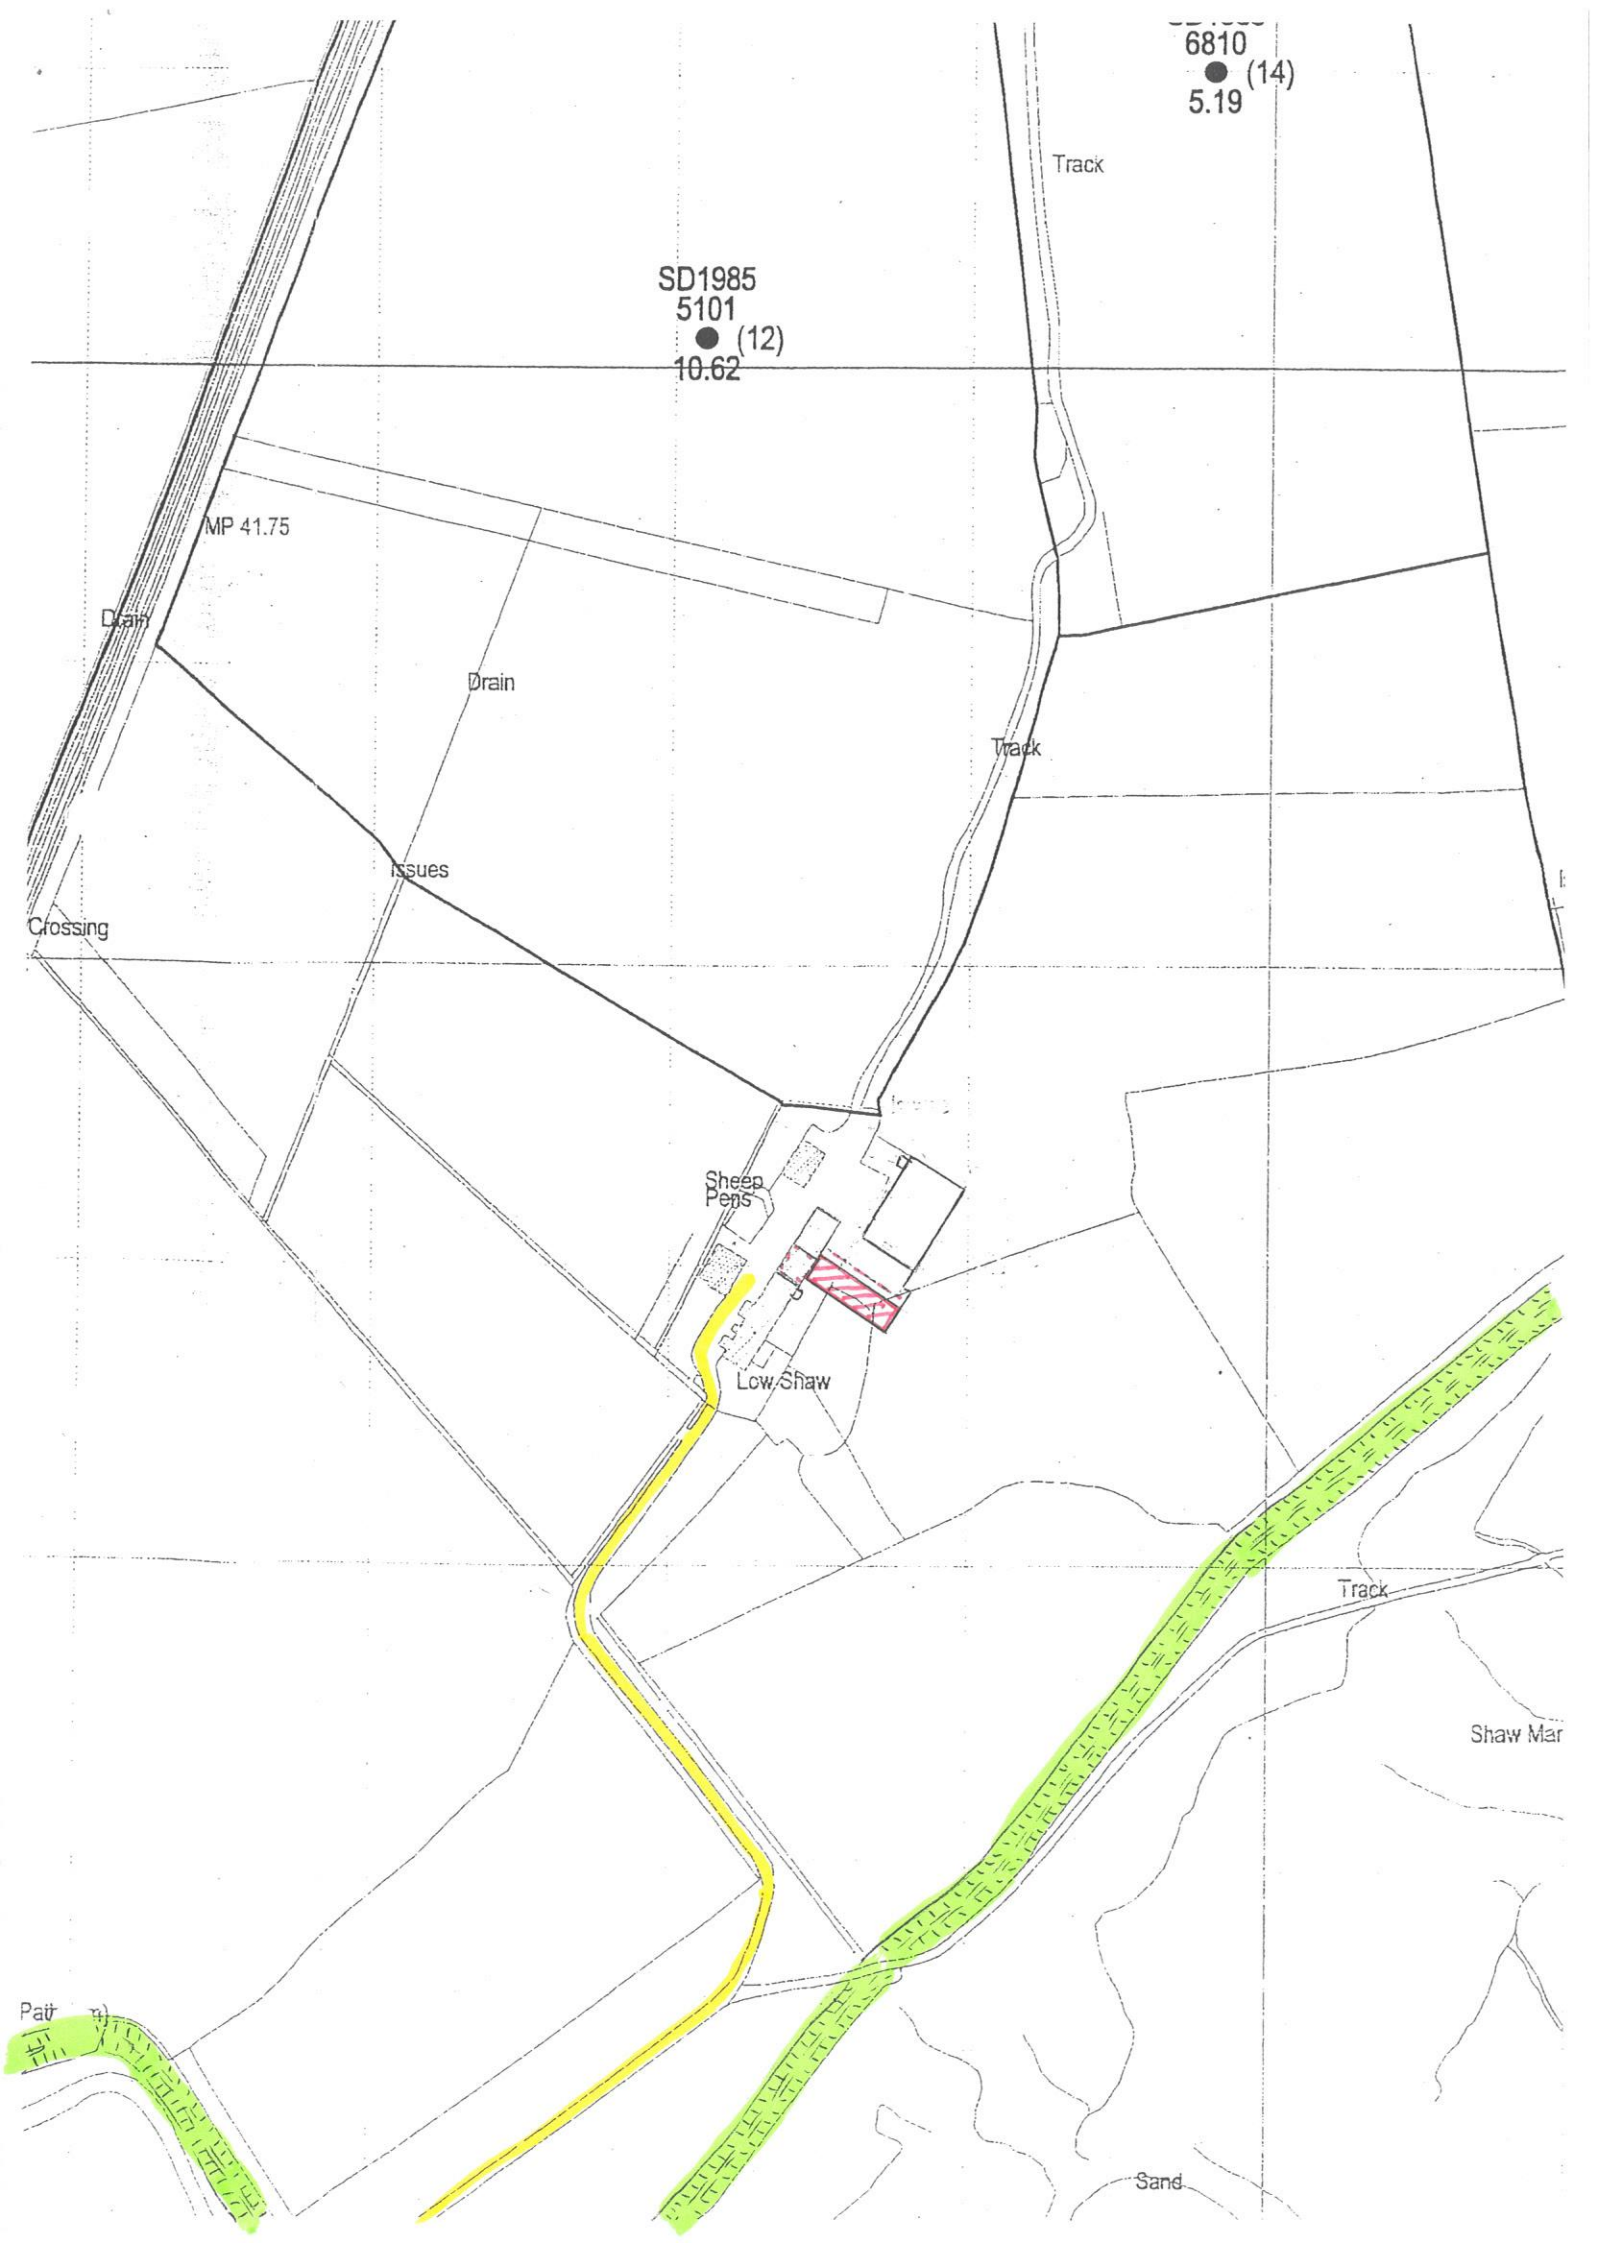 6810
(14)
5.19
Track
SD1985
5101
(12)
10.62
MP 41.75
Drain
Drain
Track
Issues
Crossing
Sheep
Pens
Low Shaw
Track
Shaw Mar
Sand